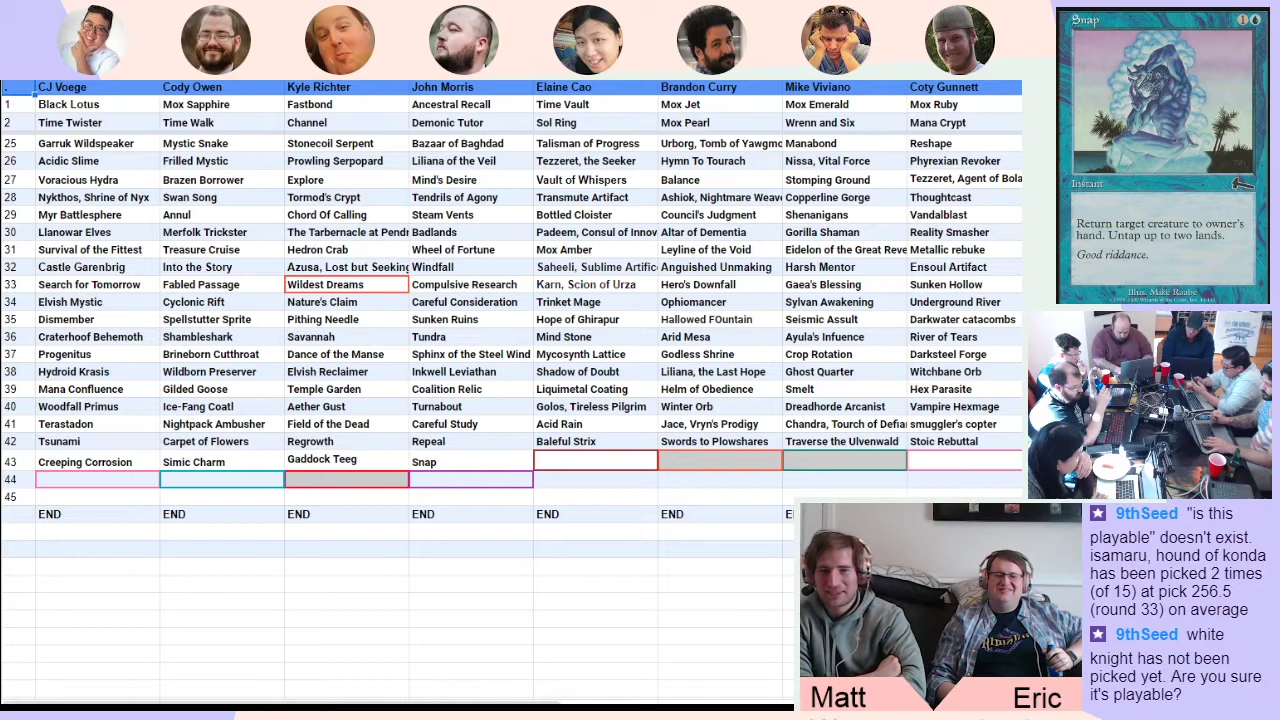 Snap
. CJ Voege Cody Owen Kyle Richter John Morris Elaine Cao Brandon Curry Mike Viviano Coty Gunnett
1 Black Lotus Mox Sapphire Fastbond Ancestral Recall Time Vault Mox Jet Mox Emerald Mox Ruby
2 Time Twister Time Walk Channel Demonic Tutor Sol Ring Mox Pearl Wrenn and Six Mana Crypt
25 Garruk Wildspeaker Mystic Snake Stonecoil Serpent Bazaar of Baghdad Talisman of Progress Urborg, Tomb of Yawgmo Manabond Reshape
26 Acidic Slime Frilled Mystic Prowling Serpopard Liliana of the Veil Tezzeret, the Seeker Hymn To Tourach Nissa, Vital Force Phyrexian Revoker
27 Voracious Hydra Brazen Borrower Explore Mind's Desire Vault of Whispers Balance Stomping Ground Tezzeret, Agent of Bola
28 Nykthos, Shrine of Nyx Swan Song Tormod's Crypt Tendrils of Agony Transmute Artifact Ashiok, Nightmare Weav Copperline Gorge Thoughtcast
29 Myr Battlesphere Annul Chord Of Calling Steam Vents Bottled Cloister Council's Judgment Shenanigans Vandalblast
30 Llanowar Elves Merfolk Trickster The Tarbernacle at Pendr Badlands Padeem, Consul of Innov Altar of Dementia Gorilla Shaman Reality Smasher
31 Survival of the Fittest Treasure Cruise Hedron Crab Wheel of Fortune Mox Amber Leyline of the Void Eidelon of the Great Reve Metallic rebuke
32 Castle Garenbrig Into the Story Azusa, Lost but Seeking Windfall Saheeli, Sublime Artific Anguished Unmaking Harsh Mentor Ensoul Artifact
33 Search for Tomorrow Fabled Passage Wildest Dreams Compulsive Research Karn, Scion of Urza Hero's Downfall Gaea's Blessing Sunken Hollow
34 Elvish Mystic Cyclonic Rift Nature's Claim Careful Consideration Trinket Mage Ophiomancer Sylvan Awakening Underground River
35 Dismember Spellstutter Sprite Pithing Needle Sunken Ruins Hope of Ghirapur Hallowed FOuntain Seismic Assult Darkwater catacombs
36 Craterhoof Behemoth Shambleshark Savannah Tundra Mind Stone Arid Mesa Ayula's Infuence River of Tears
37 Progenitus Brineborn Cutthroat Dance of the Manse Sphinx of the Steel Wind Mycosynth Lattice Godless Shrine Crop Rotation Darksteel Forge
38 Hydroid Krasis Wildborn Preserver Elvish Reclaimer Inkwell Leviathan Shadow of Doubt Liliana, the Last Hope Ghost Quarter Witchbane Orb
39 Mana Confluence Gilded Goose Temple Garden Coalition Relic Liquimetal Coating Helm of Obedience Smelt Hex Parasite
40 Woodfall Primus Ice-Fang Coatl Aether Gust Turnabout Golos, Tireless Pilgrim Winter Orb Dreadhorde Arcanist Vampire Hexmage
41 Terastadon Nightpack Ambusher Field of the Dead Careful Study Acid Rain Jace, Vryn's Prodigy Chandra, Tourch of Defia smuggler's copter
42 Tsunami Carpet of Flowers Regrowth Repeal Baleful Strix Swords to Plowshares Traverse the Ulvenwald Stoic Rebuttal
43 Creeping Corrosion Simic Charm Gaddock Teeg Snap
44
45
END END END END END END E
Instant
Return target creature to owner's
hand. Untap up to two lands.
Good riddance.
Illus. Mike Raabe
9thSeed "is this
playable" doesn't exist.
isamaru, hound of konda
has been picked 2 times
(of 15) at pick 256.5
(round 33) on average
9thSeed white
knight has not been
picked yet. Are you sure
it's playable?
Matt Eric